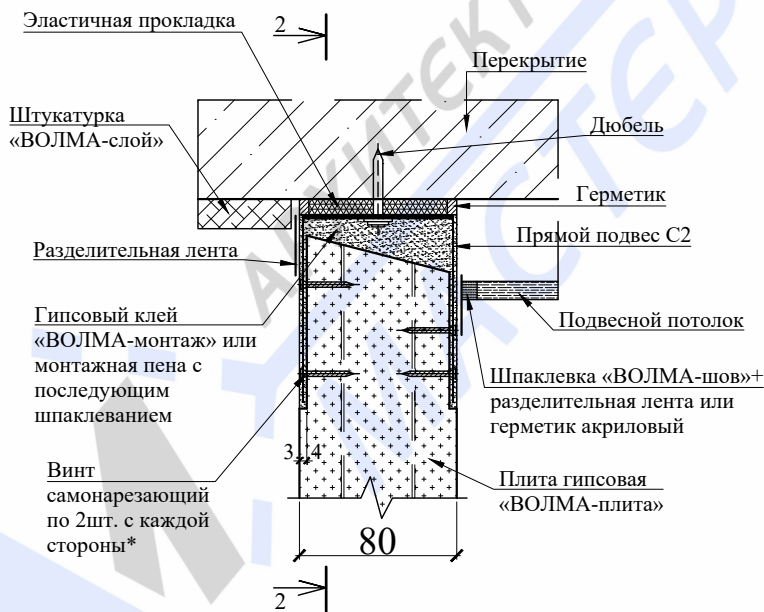 Эластичная прокладка
2
Перекрытие
Штукатурка
«ВОЛМА-слой»
Дюбель
Герметик
Прямой подвес С2
Разделительная лента
Гипсовый клей
«ВОЛМА-монтаж» или
монтажная пена с
последующим
шпаклеванием
Подвесной потолок
Шпаклевка «ВОЛМА-шов»+
разделительная лента или
герметик акриловый
3
4
Винт
самонарезающий
по 2шт. с каждой
стороны*
Плита гипсовая
«ВОЛМА-плита»
80
2
АРХИТЕКТ
МАСТЕР